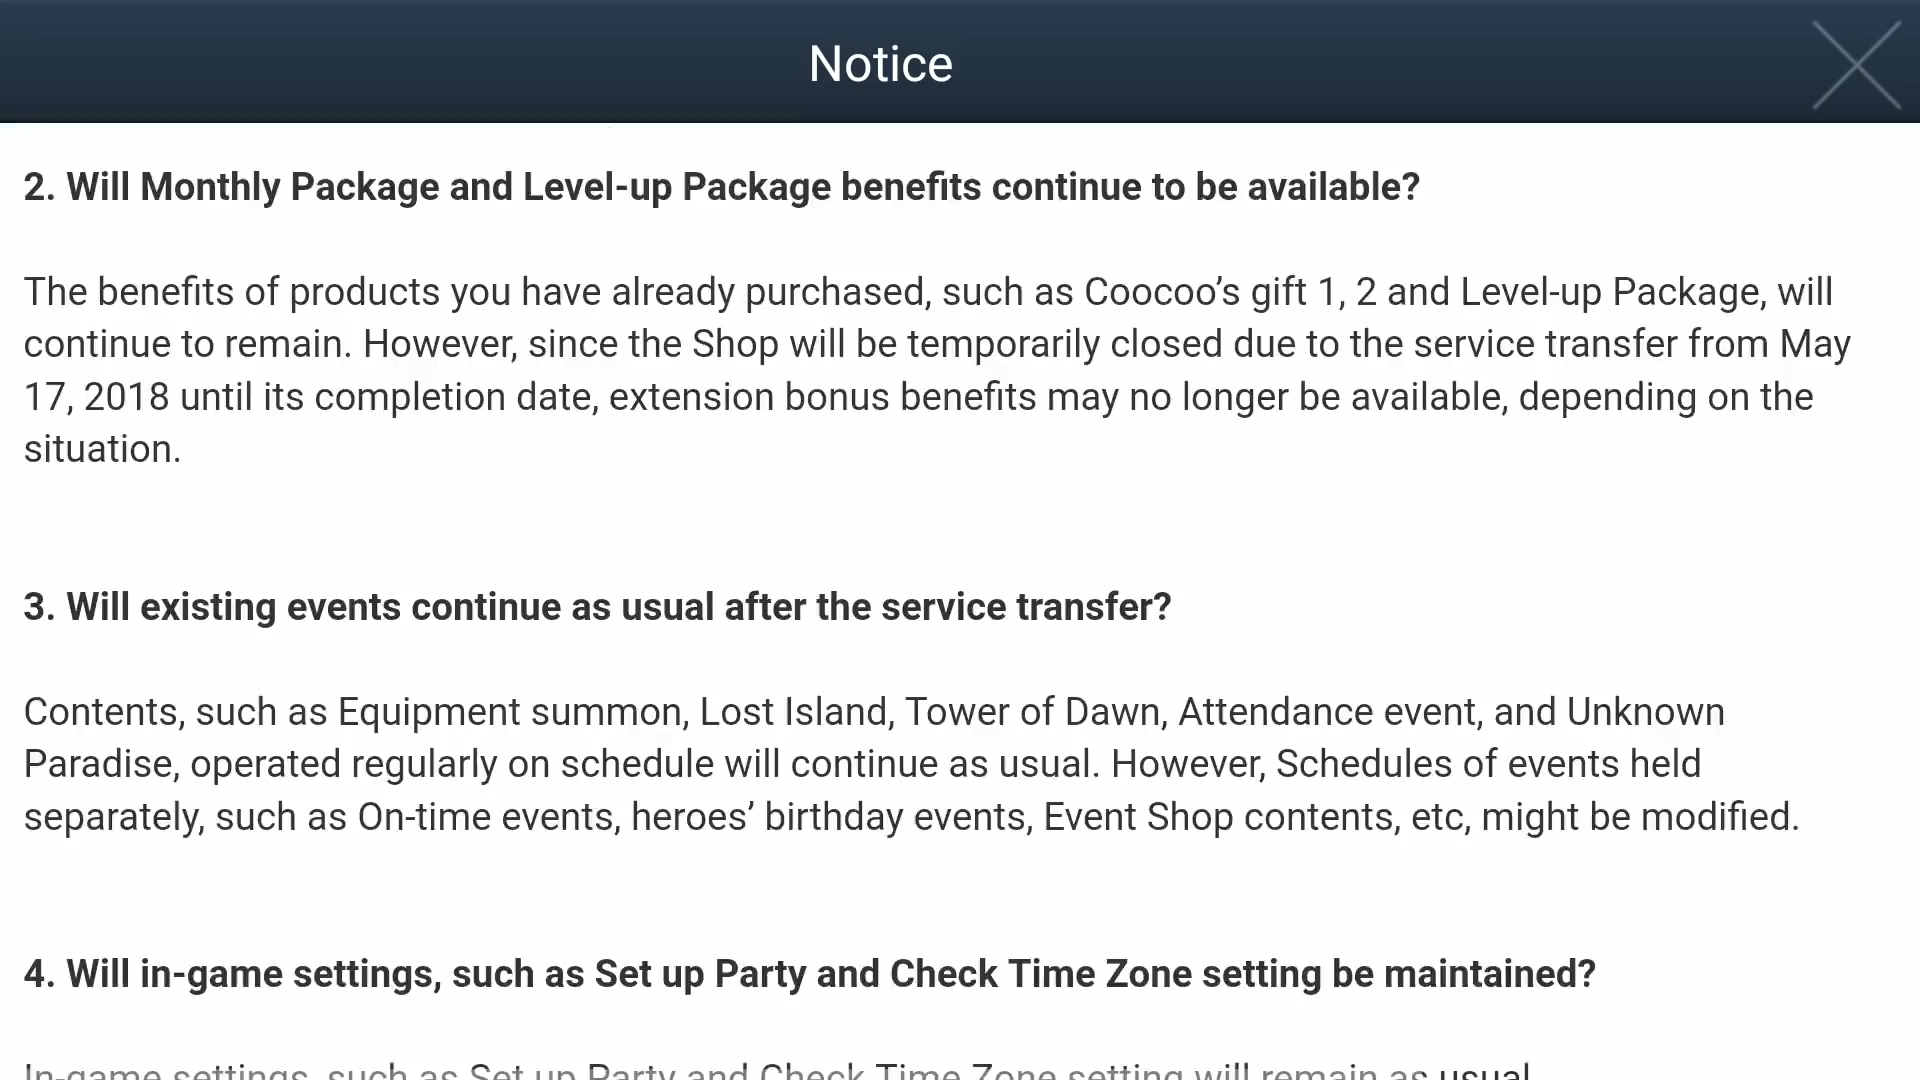 Notice
2. Will Monthly Package and Level-up Package benefits continue to be available?
The benefits of products you have already purchased, such as Coocoo’s gift 1, 2 and Level-up Package, will
continue to remain. However, since the Shop will be temporarily closed due to the service transfer from May
17, 2018 until its completion date, extension bonus benefits may no longer be available, depending on the
situation.
3. Will existing events continue as usual after the service transfer?
Contents, such as Equipment summon, Lost Island, Tower of Dawn, Attendance event, and Unknown
Paradise, operated regularly on schedule will continue as usual. However, Schedules of events held
separately, such as On-time events, heroes’ birthday events, Event Shop contents, etc, might be modified.
4. Will in-game settings, such as Set up Party and Check Time Zone setting be maintained?
In-game settings, such as Set up Party and Check Time Zone setting will remain as usual